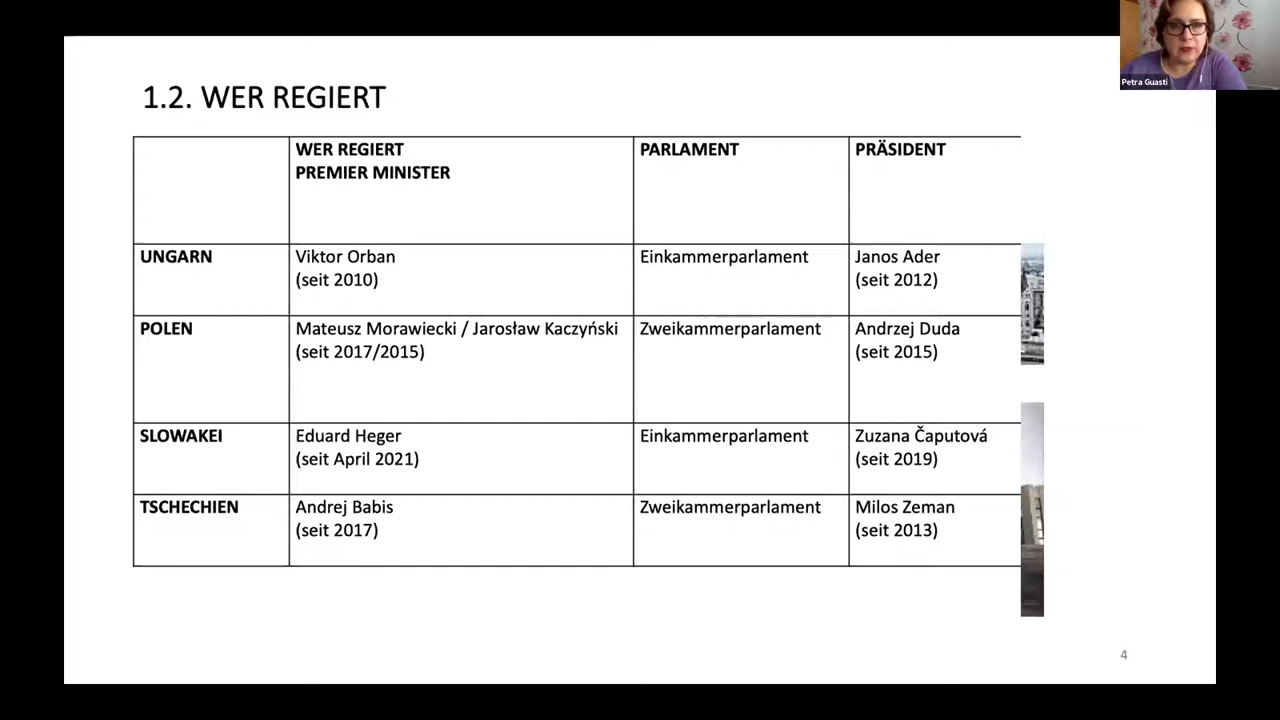 1.2. WER REGIERT
WER REGIERT
PREMIER MINISTER
PARLAMENT
PRÄSIDENT
UNGARN
Viktor Orban
(seit 2010)
Einkammerparlament
Janos Ader
(seit 2012)
POLEN
Mateusz Morawiecki / Jarosław Kaczyński
(seit 2017/2015)
Zweikammerparlament
Andrzej Duda
(seit 2015)
SLOWAKEI
Eduard Heger
(seit April 2021)
Einkammerparlament
Zuzana Čaputová
(seit 2019)
TSCHECHIEN
Andrej Babis
(seit 2017)
Zweikammerparlament
Milos Zeman
(seit 2013)
4
Petra Guasti